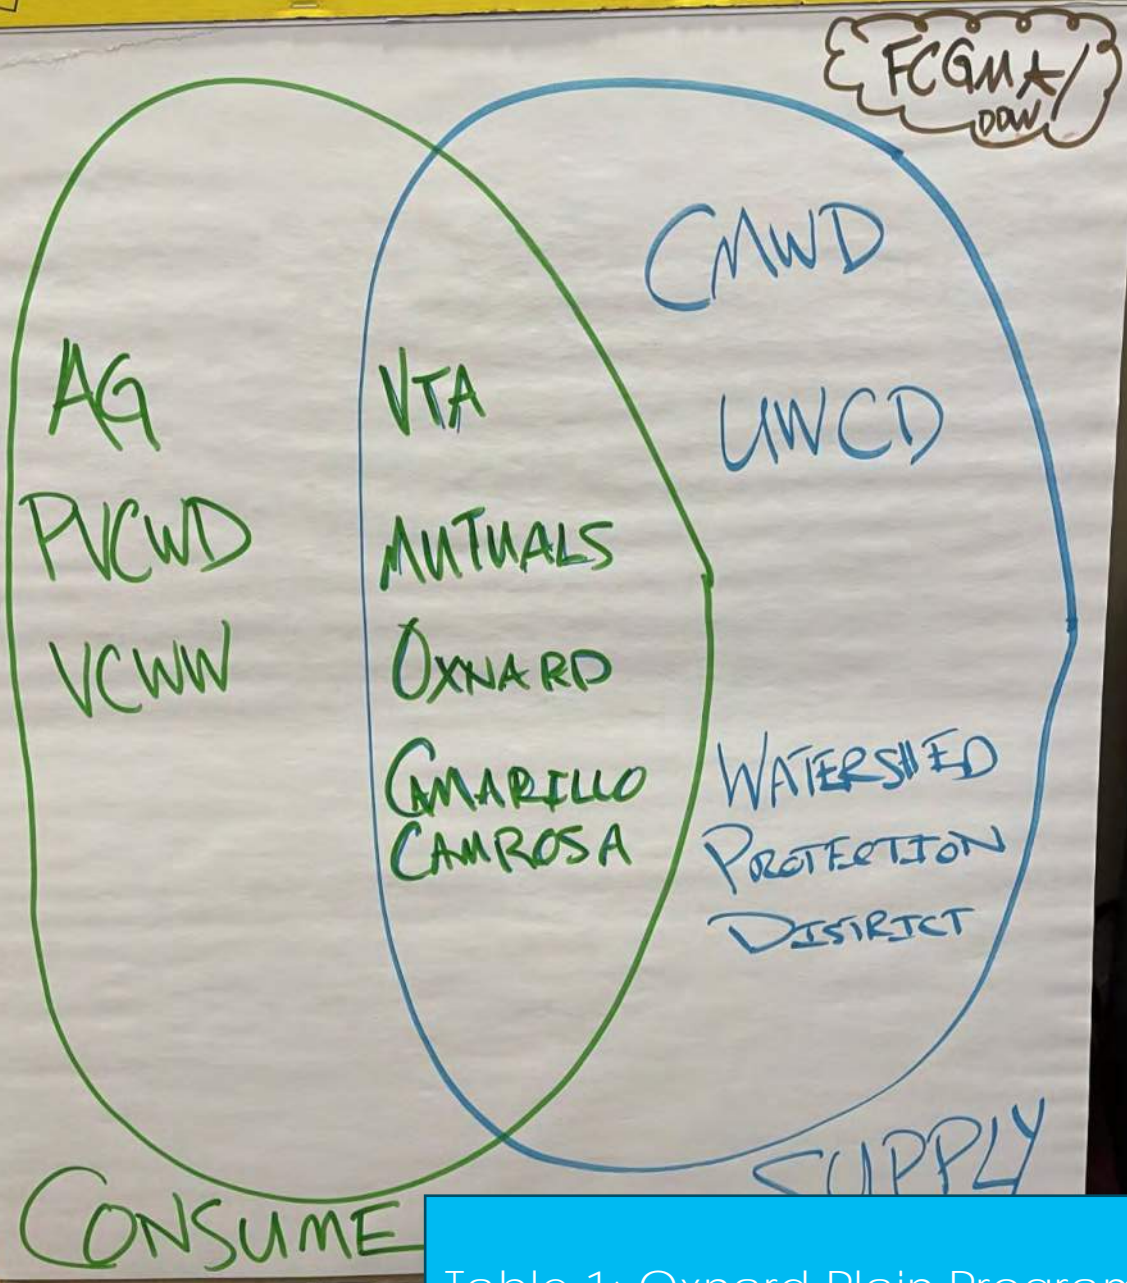 FCGMA/
DDW
CMWD
UWCD
WATERSHED
PROTECTION
DISTRICT
AG
PVCWD
VCWW
VTA
MUTUALS
OXNARD
CAMARILLO
CAMROSA
CONSUME
SUPPLY
Table 1: Oxnard Plain Program